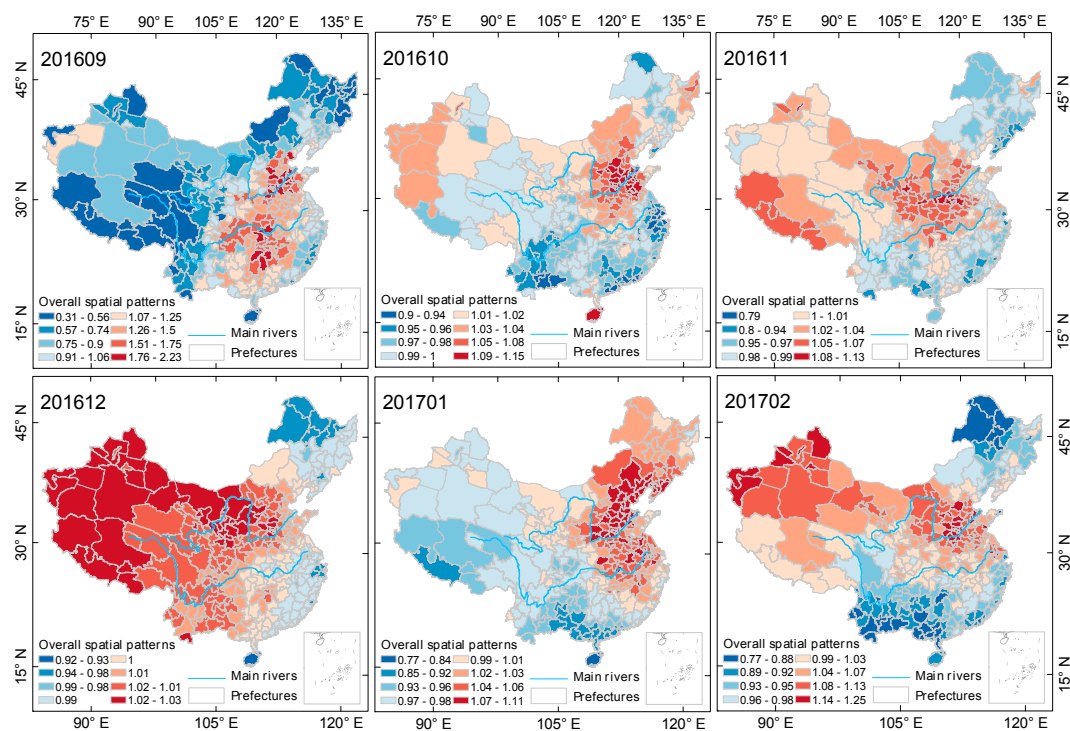 75° E 90° E 105° E 120° E 135° E 75° E 90° E 105° E 120° E 135° E 75° E 90° E 105° E 120° E 135° E
201609
201610
201611
45° N
30° N
15° N
45° N
30° N
15° N
Overall spatial patterns
0.31 - 0.56 1.07 - 1.25
0.57 - 0.74 1.26 - 1.5
0.75 - 0.9 1.51 - 1.75
0.91 - 1.06 1.76 - 2.23
Main rivers
Prefectures
Overall spatial patterns
0.9 - 0.94 1.01 - 1.02
0.95 - 0.96 1.03 - 1.04
0.97 - 0.98 1.05 - 1.08
0.99 - 1 1.09 - 1.15
Main rivers
Prefectures
Overall spatial patterns
0.79 1 - 1.01
0.8 - 0.94 1.02 - 1.04
0.95 - 0.97 1.05 - 1.07
0.98 - 0.99 1.08 - 1.13
Main rivers
Prefectures
201612
201701
201702
45° N
30° N
15° N
45° N
30° N
15° N
Overall spatial patterns
0.92 - 0.93 1
0.94 - 0.98 1.01
0.99 - 0.98 1.02 - 1.01
0.99 1.02 - 1.03
Main rivers
Prefectures
Overall spatial patterns
0.77 - 0.84 0.99 - 1.01
0.85 - 0.92 1.02 - 1.03
0.93 - 0.96 1.04 - 1.06
0.97 - 0.98 1.07 - 1.11
Main rivers
Prefectures
Overall spatial patterns
0.77 - 0.88 0.99 - 1.03
0.89 - 0.92 1.04 - 1.07
0.93 - 0.95 1.08 - 1.13
0.96 - 0.98 1.14 - 1.25
Main rivers
Prefectures
90° E 105° E 120° E 90° E 105° E 120° E 90° E 105° E 120° E